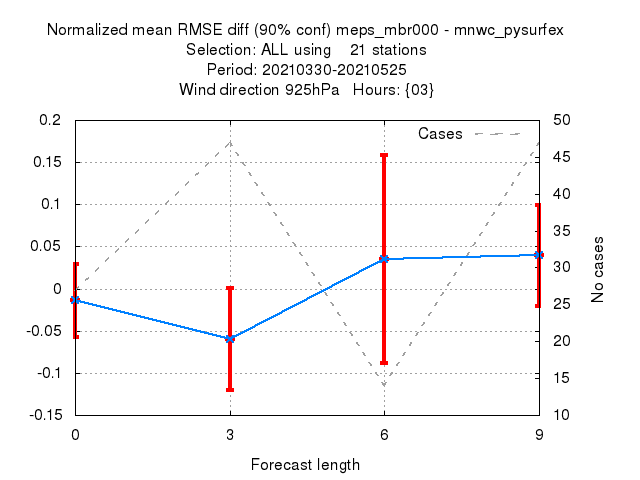 Normalized mean RMSE diff (90% conf) meps_mbr000 - mnwc_pysurfex
Selection: ALL using    21 stations
Period: 20210330-20210525
Wind direction 925hPa   Hours: {03}
Cases
0.2
0.15
0.1
0.05
0
-0.05
-0.1
-0.15
50
45
40
35
30
25
20
15
10
No cases
0 3 6 9
Forecast length